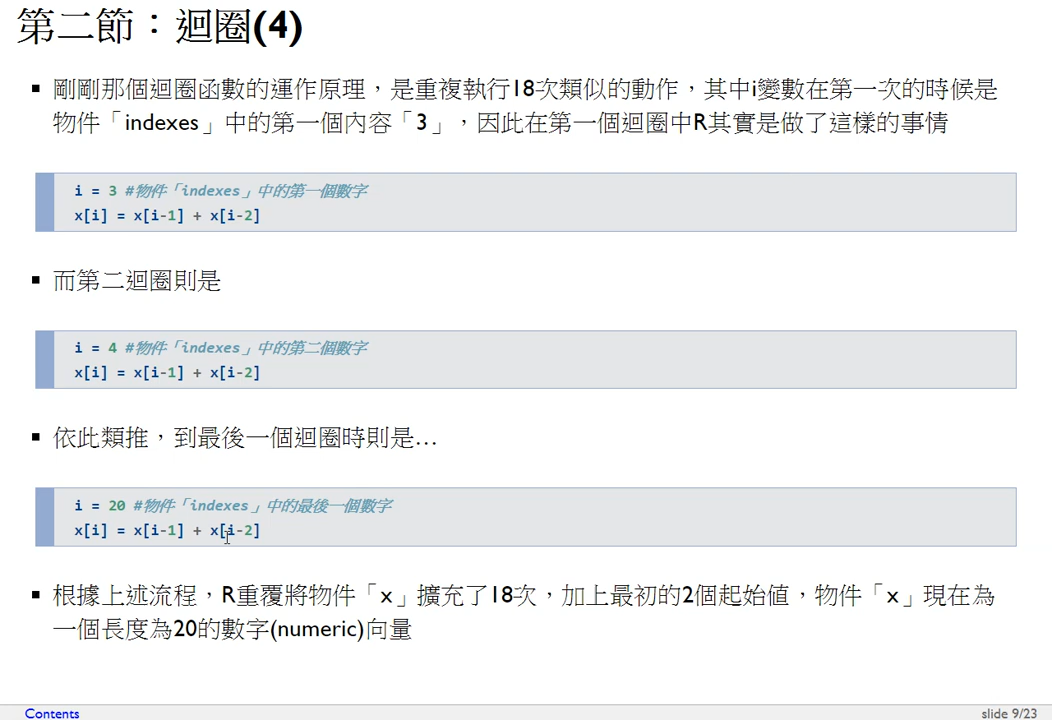 第二節：迴圈(4)
▪ 剛剛那個迴圈函數的運作原理，是重複執行18次類似的動作，其中i變數在第一次的時候是
物件「indexes」中的第一個內容「3」，因此在第一個迴圈中R其實是做了這樣的事情
i = 3 #物件「indexes」中的第一個數字
x[i] = x[i-1] + x[i-2]
▪ 而第二迴圈則是
i = 4 #物件「indexes」中的第二個數字
x[i] = x[i-1] + x[i-2]
▪ 依此類推，到最後一個迴圈時則是…
i = 20 #物件「indexes」中的最後一個數字
x[i] = x[i-1] + x[i-2]
▪ 根據上述流程，R重覆將物件「x」擴充了18次，加上最初的2個起始值，物件「x」現在為
一個長度為20的數字(numeric)向量
Contents
slide 9/23